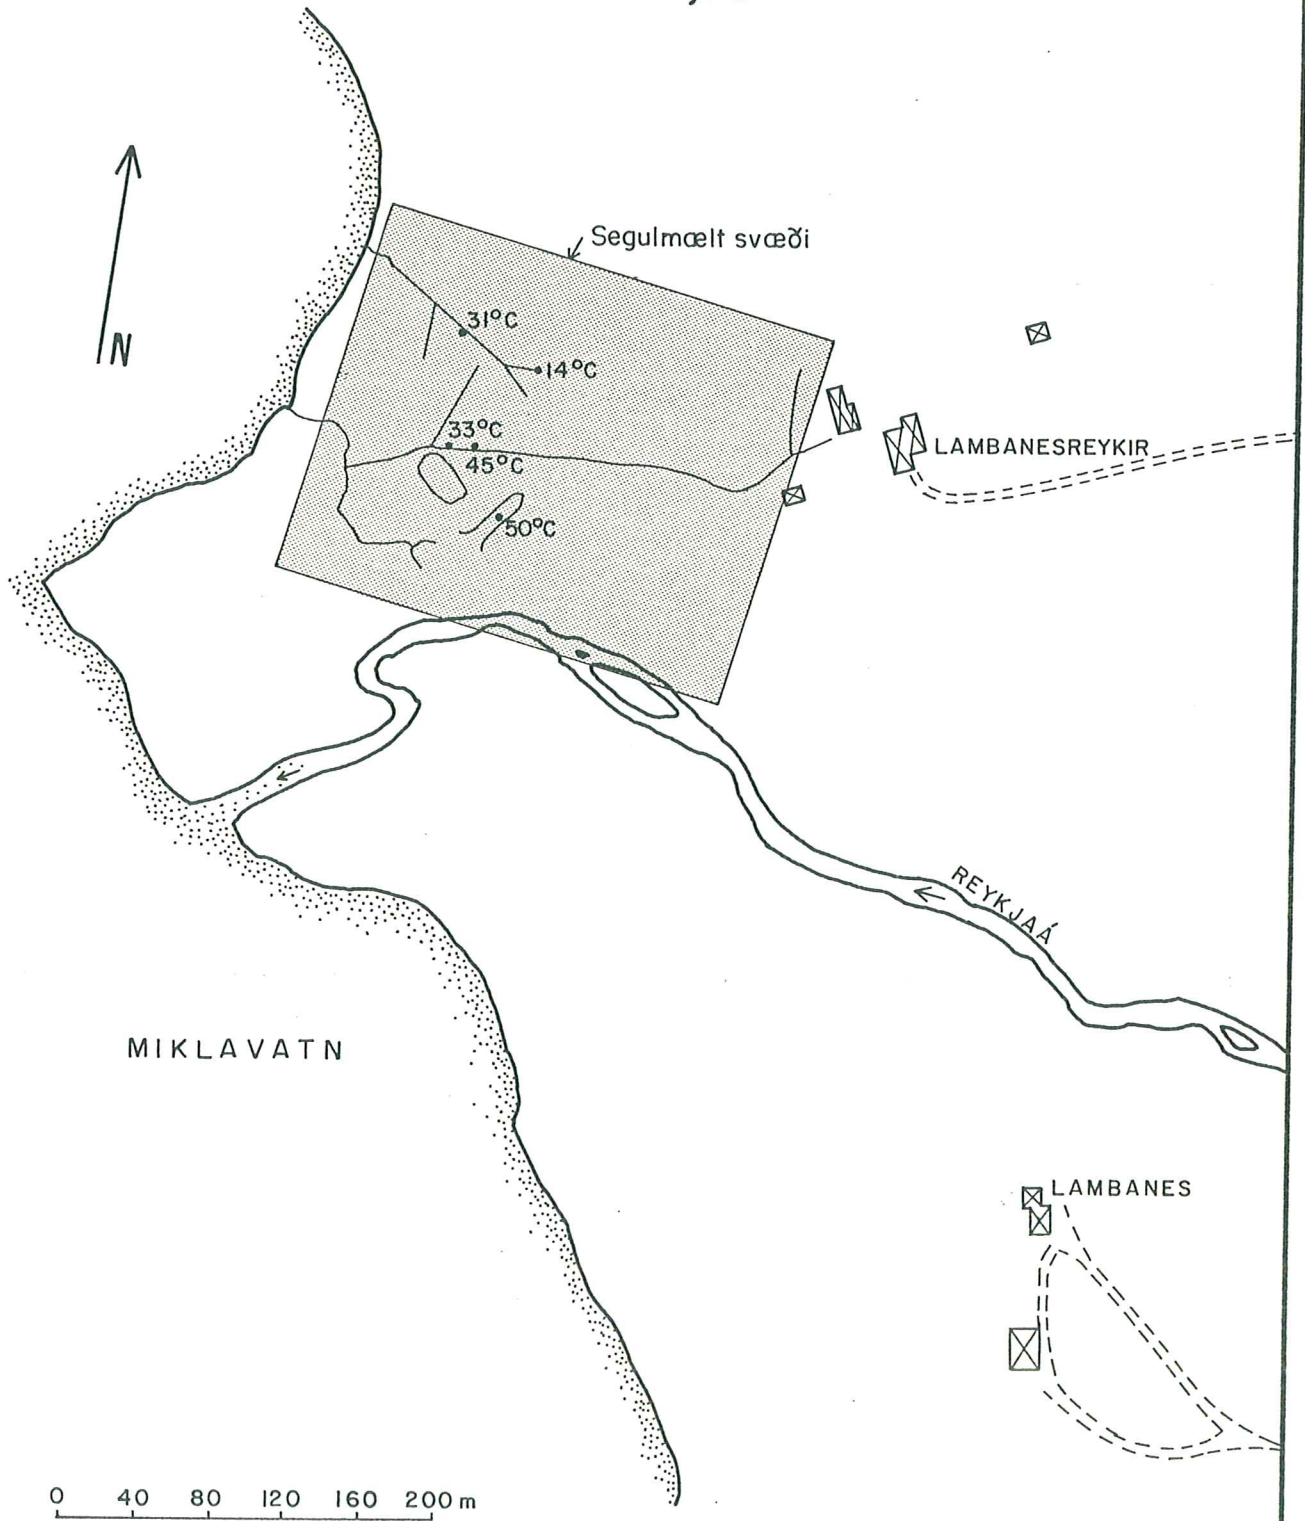 Segulmælt svæði
31°C
14°C
33°C
45°C
50°C
N
LAMBANESREYKIR
REYKJAÁ
MIKLAVATN
LAMBANES
0 40 80 120 160 200 m